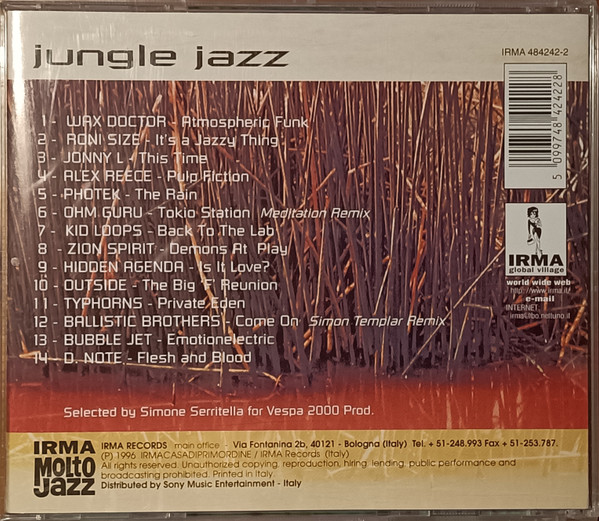 jungle jazz
IRMA 484242-2
1 - WAX DOCTOR - Atmospheric Funk
2 - RONI SIZE - It's a Jazzy Thing
3 - JONNY L - This Time
4 - ALEX REECE - Pulp Fiction
5 - PHOTEK - The Rain
6 - OHM GURU - Tokio Station Meditation Remix
7 - KID LOOPS - Back To The Lab
8 - ZION SPIRIT - Demons At Play
9 - HIDDEN AGENDA - Is It Love?
10 - OUTSIDE - The Big 'F' Reunion
11 - TYPHORNS - Private Eden
12 - BALLISTIC BROTHERS - Come On Simon Templar Remix
13 - BUBBLE JET - Emotionelectric
14 - D. NOTE - Flesh and Blood
Selected by Simone Serritella for Vespa 2000 Prod.
5 099748 424228
IRMA
global village
world wide web
http://www.irma.it/
e-mail
INTERNET
irma@bo.nettuno.it
IRMA
MOLTO
JAZZ
IRMA RECORDS main office - Via Fontanina 2b, 40121 - Bologna (Italy) Tel. + 51-248.993 Fax + 51-253.787.
(P) 1996 IRMACASADIPRIMORDINE / IRMA Records (Italy)
All rights reserved. Unauthorized copying, reproduction, hiring, lending, public performance and
broadcasting prohibited. Printed in Italy.
Distributed by Sony Music Entertainment - Italy